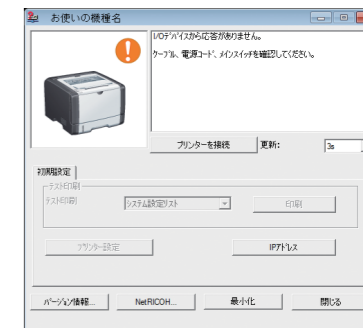 お使いの機種名
I/Oデバイスから応答がありません。
ケーブル、電源コード、メインスイッチを確認してください。
プリンターを接続 更新: 3s
初期設定
テスト印刷
テスト印刷 システム設定リスト 印刷
プリンター設定 IPアドレス
バージョン情報... NetRICOH... 最小化 閉じる